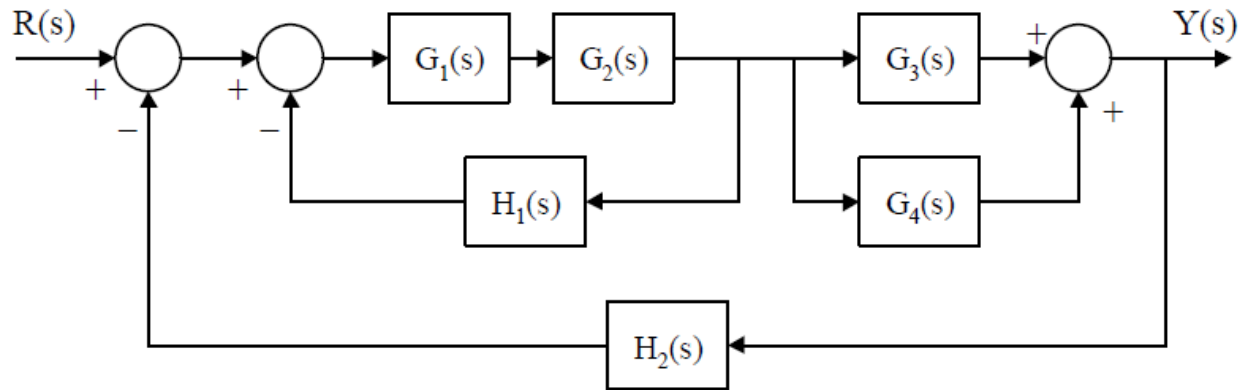 R(s)
Y(s)
+
+
+
+
−
−
G₁(s)
G₂(s)
G₃(s)
+
H₁(s)
G₄(s)
H₂(s)